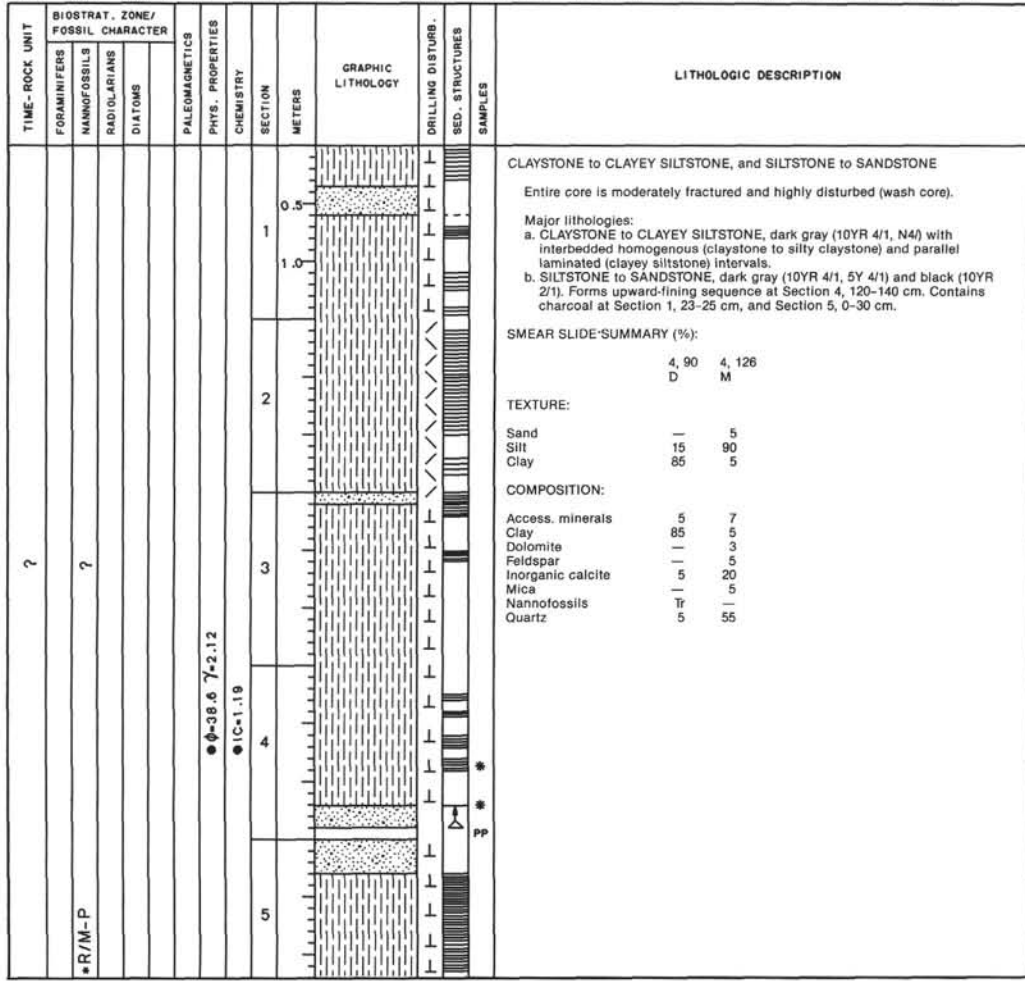 TIME-ROCK UNIT
BIOSTRAT. ZONE/
FOSSIL CHARACTER
FORAMINIFERS
NANNOFOSSILS
RADIOLARIANS
DIATOMS
PALEOMAGNETICS
PHYS. PROPERTIES
CHEMISTRY
SECTION
METERS
GRAPHIC
LITHOLOGY
DRILLING DISTURB.
SED. STRUCTURES
SAMPLES
LITHOLOGIC DESCRIPTION
?
?
*R/M-P
●ϕ=38.6 γ=2.12
●IC=1.19
1
2
3
4
5
0.5
1.0
*
*
PP
CLAYSTONE to CLAYEY SILTSTONE, and SILTSTONE to SANDSTONE
Entire core is moderately fractured and highly disturbed (wash core).
Major lithologies:
a. CLAYSTONE to CLAYEY SILTSTONE, dark gray (10YR 4/1, N4/) with
interbedded homogenous (claystone to silty claystone) and parallel
laminated (clayey siltstone) intervals.
b. SILTSTONE to SANDSTONE, dark gray (10YR 4/1, 5Y 4/1) and black (10YR
2/1). Forms upward-fining sequence at Section 4, 120–140 cm. Contains
charcoal at Section 1, 23–25 cm, and Section 5, 0–30 cm.
SMEAR SLIDE SUMMARY (%):
4, 90 4, 126
D M
TEXTURE:
Sand — 5
Silt 15 90
Clay 85 5
COMPOSITION:
Access. minerals 5 7
Clay 85 5
Dolomite — 3
Feldspar — 5
Inorganic calcite 5 20
Mica — 5
Nannofossils Tr —
Quartz 5 55